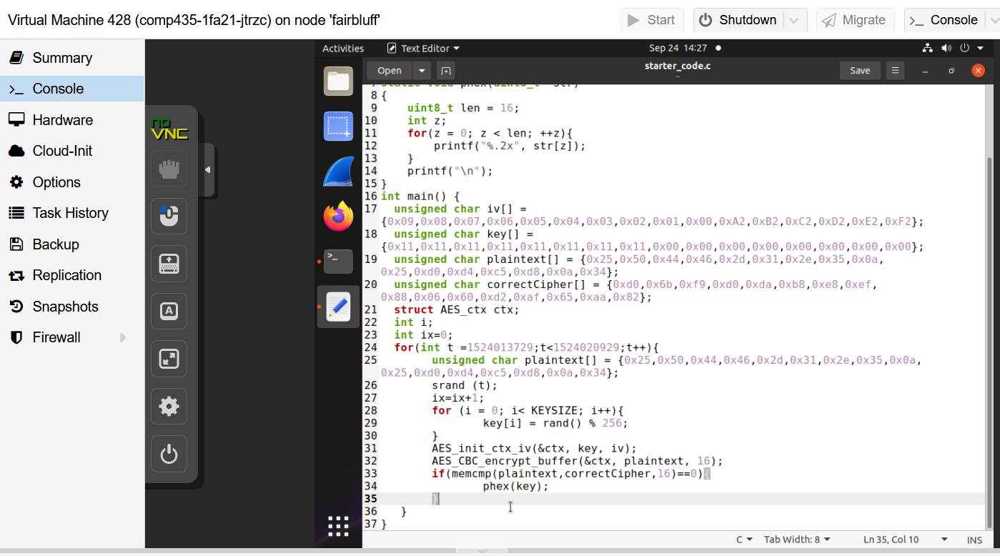 Virtual Machine 428 (comp435-1fa21-jtrzc) on node 'fairbluff'
Start
Shutdown
Migrate
>_ Console
Summary
>_ Console
Hardware
Cloud-Init
Options
Task History
Backup
Replication
Snapshots
Firewall
no
VNC
A
Activities
Text Editor
Sep 24 14:27
Open
starter_code.c
~
Save
7 static void phex(uint8_t* str)
8 {
9 uint8_t len = 16;
10 int z;
11 for(z = 0; z < len; ++z){
12 printf("%.2x", str[z]);
13 }
14 printf("\n");
15 }
16 int main() {
17 unsigned char iv[] =
{0x09,0x08,0x07,0x06,0x05,0x04,0x03,0x02,0x01,0x00,0xA2,0xB2,0xC2,0xD2,0xE2,0xF2};
18 unsigned char key[] =
{0x11,0x11,0x11,0x11,0x11,0x11,0x11,0x11,0x00,0x00,0x00,0x00,0x00,0x00,0x00,0x00};
19 unsigned char plaintext[] = {0x25,0x50,0x44,0x46,0x2d,0x31,0x2e,0x35,0x0a,
0x25,0xd0,0xd4,0xc5,0xd8,0x0a,0x34};
20 unsigned char correctCipher[] = {0xd0,0x6b,0xf9,0xd0,0xda,0xb8,0xe8,0xef,
0x88,0x06,0x60,0xd2,0xaf,0x65,0xaa,0x82};
21 struct AES_ctx ctx;
22 int i;
23 int ix=0;
24 for(int t =1524013729;t<1524020929;t++){
25 unsigned char plaintext[] = {0x25,0x50,0x44,0x46,0x2d,0x31,0x2e,0x35,0x0a,
0x25,0xd0,0xd4,0xc5,0xd8,0x0a,0x34};
26 srand (t);
27 ix=ix+1;
28 for (i = 0; i< KEYSIZE; i++){
29 key[i] = rand() % 256;
30 }
31 AES_init_ctx_iv(&ctx, key, iv);
32 AES_CBC_encrypt_buffer(&ctx, plaintext, 16);
33 if(memcmp(plaintext,correctCipher,16)==0){
34 phex(key);
35 }
36 }
37 }
C
Tab Width: 8
Ln 35, Col 10
INS